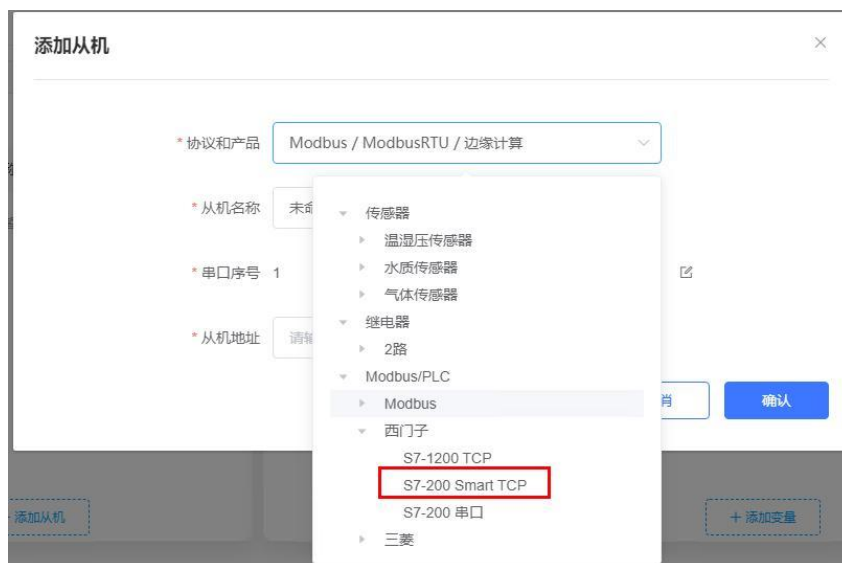 添加从机
*协议和产品 Modbus / ModbusRTU / 边缘计算
*从机名称 未
传感器
温湿压传感器
*串口序号 1 水质传感器
气体传感器
继电器
*从机地址 请 2路
Modbus/PLC
Modbus 确认
西门子
S7-1200 TCP
S7-200 Smart TCP
添加从机 S7-200 串口 + 添加变量
三菱